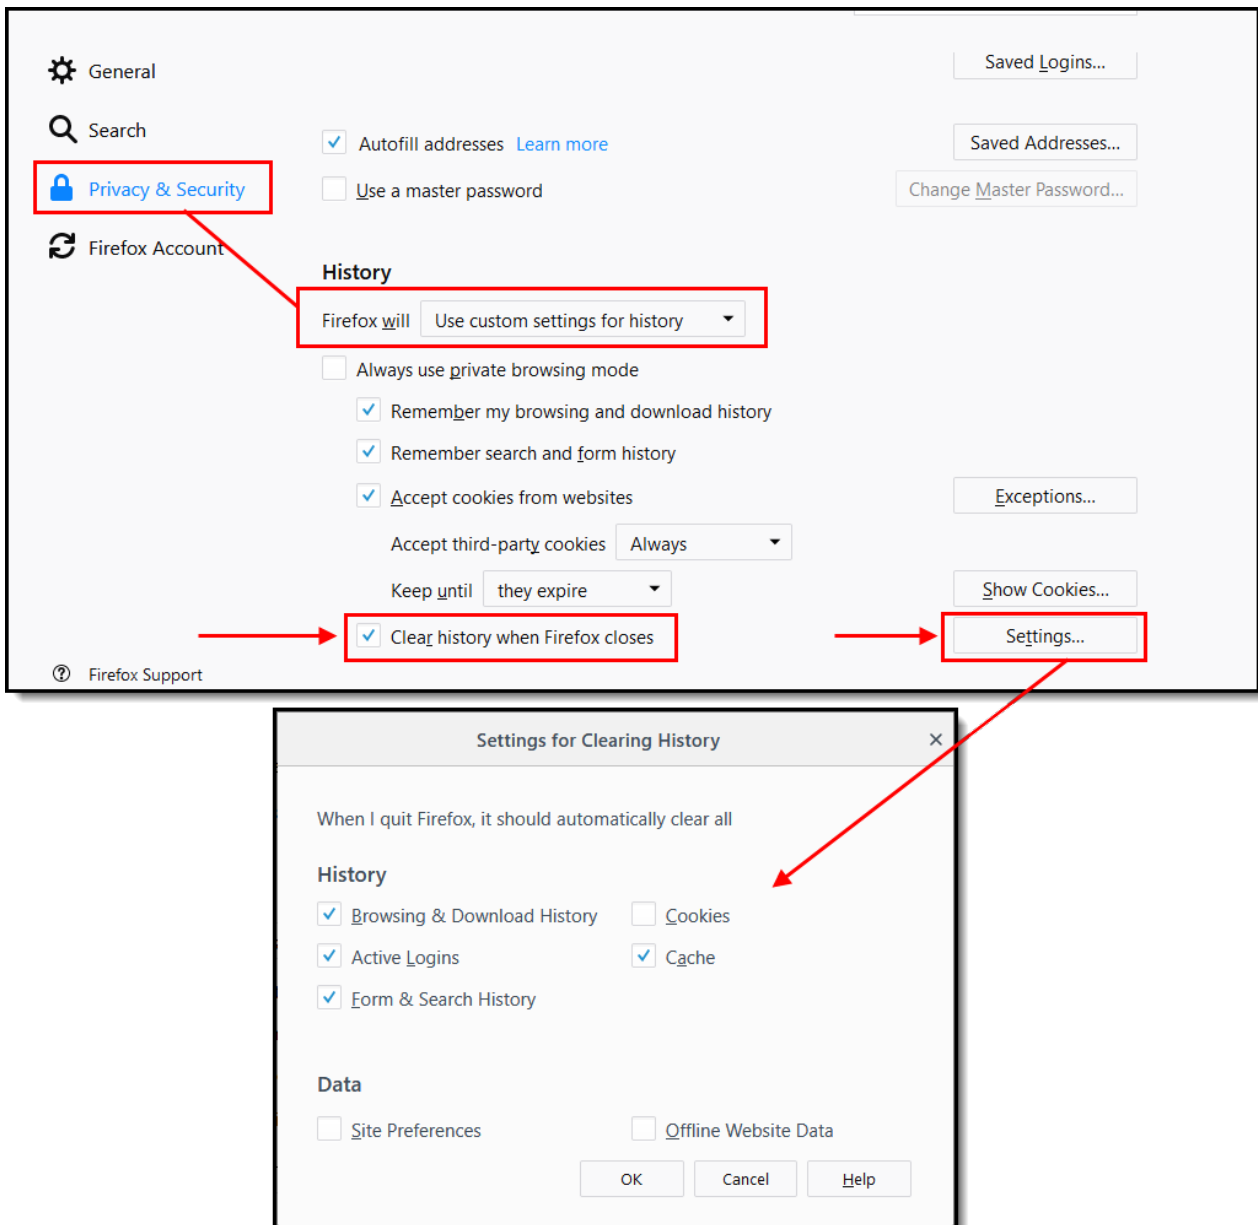 Saved Logins...
General
Search
Autofill addresses Learn more
Saved Addresses...
Privacy & Security
Use a master password
Change Master Password...
Firefox Account
History
Firefox will Use custom settings for history
Always use private browsing mode
Remember my browsing and download history
Remember search and form history
Accept cookies from websites
Exceptions...
Accept third-party cookies Always
Keep until they expire
Show Cookies...
Clear history when Firefox closes
Settings...
Firefox Support
Settings for Clearing History
When I quit Firefox, it should automatically clear all
History
Browsing & Download History Cookies
Active Logins Cache
Form & Search History
Data
Site Preferences Offline Website Data
OK Cancel Help